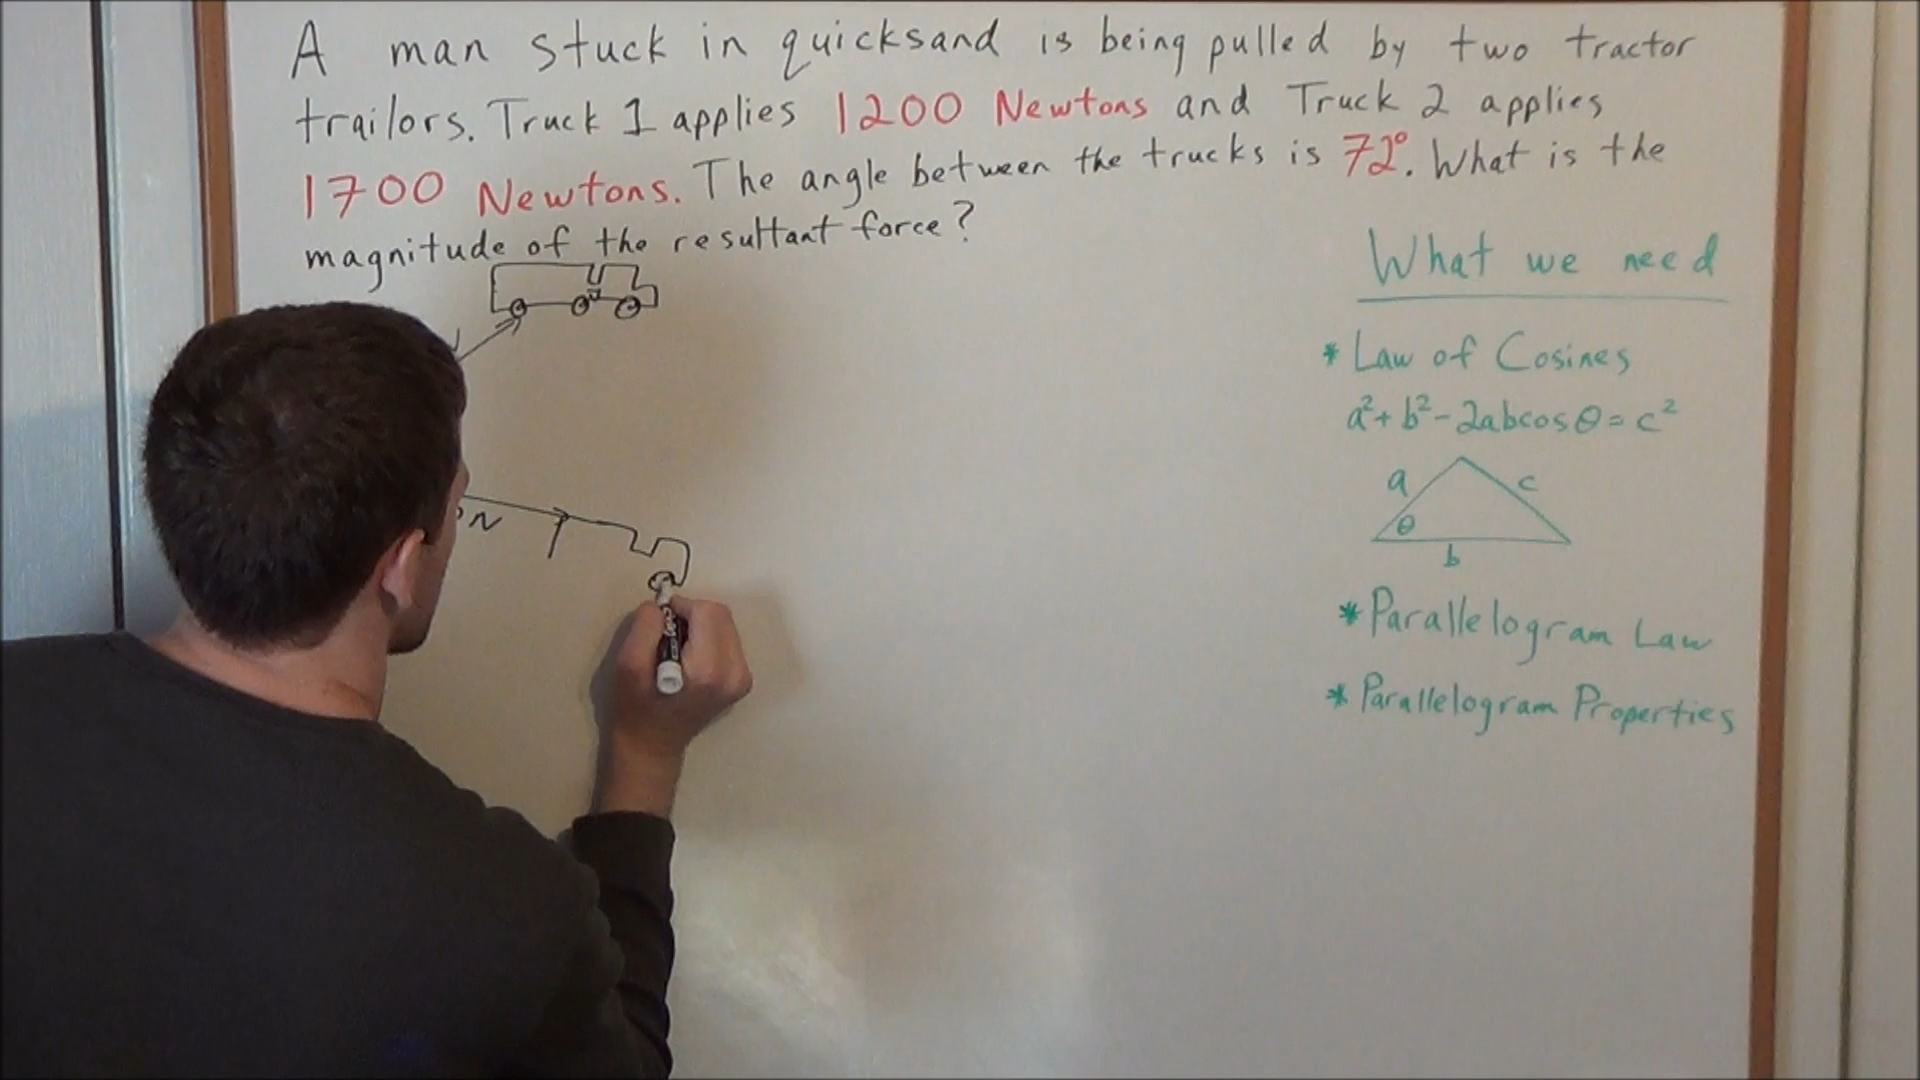 A man stuck in quicksand is being pulled by two tractor
trailors. Truck 1 applies 1200 Newtons and Truck 2 applies
1700 Newtons. The angle between the trucks is 72°. What is the
magnitude of the resultant force?
What we need
* Law of Cosines
a²+ b²- 2abcosθ = c²
a
c
θ
b
* Parallelogram Law
* Parallelogram Properties
N